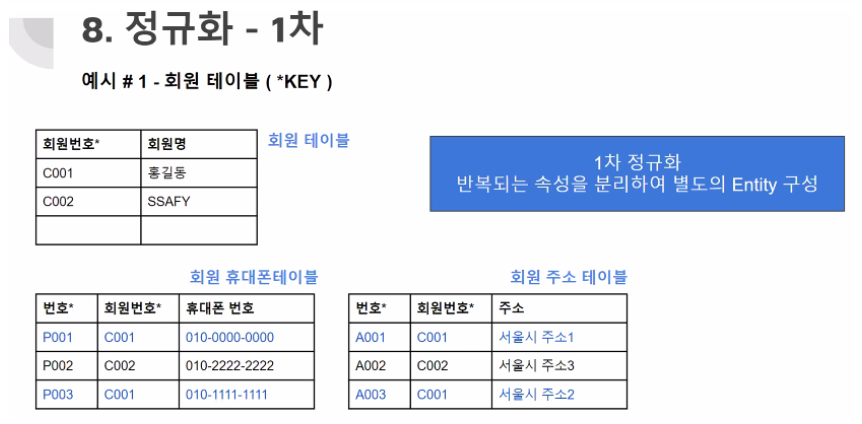 8. 정규화 - 1차
예시 # 1 - 회원 테이블 ( *KEY )
회원번호* 회원명
C001 홍길동
C002 SSAFY
회원 테이블
1차 정규화
반복되는 속성을 분리하여 별도의 Entity 구성
회원 휴대폰테이블
번호* 회원번호* 휴대폰 번호
P001 C001 010-0000-0000
P002 C002 010-2222-2222
P003 C001 010-1111-1111
회원 주소 테이블
번호* 회원번호* 주소
A001 C001 서울시 주소1
A002 C002 서울시 주소3
A003 C001 서울시 주소2